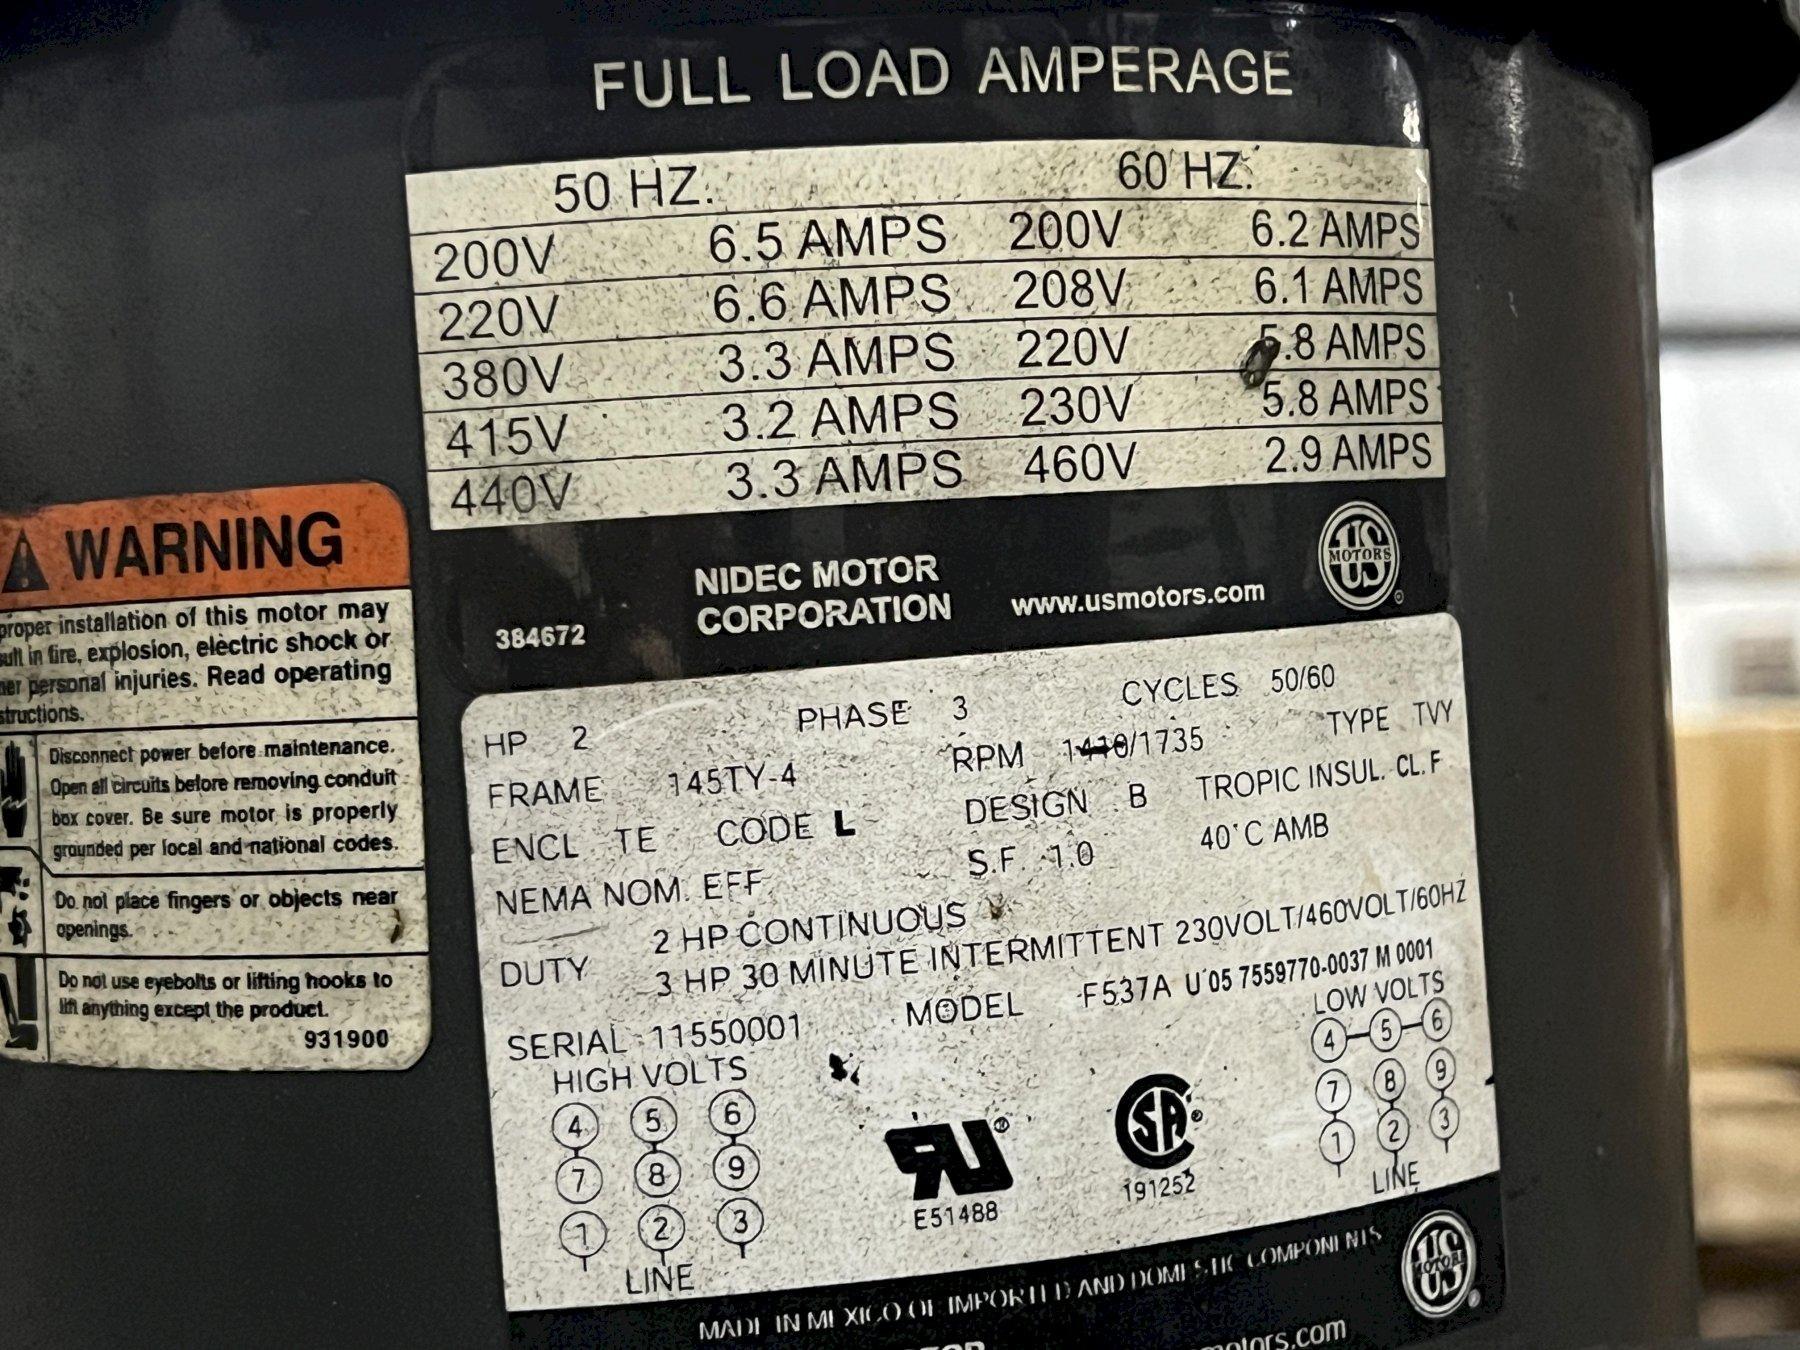 FULL LOAD AMPERAGE
50 HZ. 60 HZ.
200V 6.5 AMPS 200V 6.2 AMPS
220V 6.6 AMPS 208V 6.1 AMPS
380V 3.3 AMPS 220V 5.8 AMPS
415V 3.2 AMPS 230V 5.8 AMPS
440V 3.3 AMPS 460V 2.9 AMPS
384672
NIDEC MOTOR
CORPORATION
www.usmotors.com
US
MOTORS
WARNING
installation of this motor may
in fire, explosion, electric shock or
personal injuries. Read operating
Disconnect power before maintenance.
Open all circuits before removing conduit
box cover. Be sure motor is properly
grounded per local and national codes.
Do not place fingers or objects near
openings.
Do not use eyebolts or lifting hooks to
lift anything except the product.
931900
HP 2 PHASE 3 CYCLES 50/60
FRAME 145TY-4 RPM /1735 TYPE TVY
ENCL TE CODE L DESIGN B TROPIC INSUL. CL. F
NEMA NOM. EFF S.F. 1.0 40°C AMB
DUTY 2 HP CONTINUOUS
3 HP 30 MINUTE INTERMITTENT 230VOLT/460VOLT/60HZ
SERIAL 11550001 MODEL F537A U 05 7559770-0037 M 0001
HIGH VOLTS
4 5 6
7 8 9
1 2 3
LINE
RU ®
E51488
SA ®
191252
LOW VOLTS
4 5 6
7 8 9
1 2 3
LINE
MADE IN MEXICO OF IMPORTED AND DOMESTIC COMPONENTS
US
MOTORS
motors.com